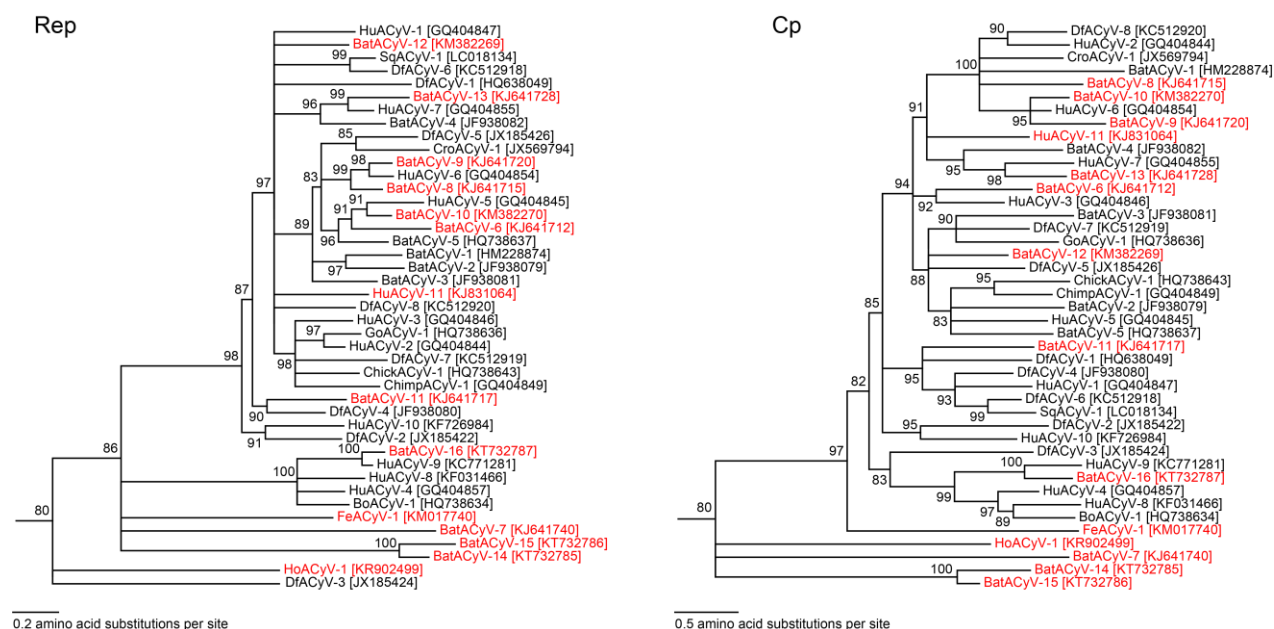 Rep
HuACyV-1 [GQ404847]
BatACyV-12 [KM382269]
99
SqACyV-1 [LC018134]
DfACyV-6 [KC512918]
DfACyV-1 [HQ638049]
99
BatACyV-13 [KJ641728]
96
HuACyV-7 [GQ404855]
BatACyV-4 [JF938082]
85
DfACyV-5 [JX185426]
CroACyV-1 [JX569794]
98
BatACyV-9 [KJ641720]
97
83
99
HuACyV-6 [GQ404854]
BatACyV-8 [KJ641715]
91
HuACyV-5 [GQ404845]
91
BatACyV-10 [KM382270]
89
BatACyV-6 [KJ641712]
96
BatACyV-5 [HQ738637]
BatACyV-1 [HM228874]
97
BatACyV-2 [JF938079]
BatACyV-3 [JF938081]
87
HuACyV-11 [KJ831064]
DfACyV-8 [KC512920]
HuACyV-3 [GQ404846]
97
GoACyV-1 [HQ738636]
HuACyV-2 [GQ404844]
98
98
DfACyV-7 [KC512919]
ChickACyV-1 [HQ738643]
ChimpACyV-1 [GQ404849]
BatACyV-11 [KJ641717]
90
DfACyV-4 [JF938080]
HuACyV-10 [KF726984]
91
DfACyV-2 [JX185422]
86
100
BatACyV-16 [KT732787]
HuACyV-9 [KC771281]
100
HuACyV-8 [KF031466]
HuACyV-4 [GQ404857]
BoACyV-1 [HQ738634]
80
FeACyV-1 [KM017740]
BatACyV-7 [KJ641740]
100
BatACyV-15 [KT732786]
BatACyV-14 [KT732785]
HoACyV-1 [KR902499]
DfACyV-3 [JX185424]
0.2 amino acid substitutions per site
Cp
90
DfACyV-8 [KC512920]
HuACyV-2 [GQ404844]
CroACyV-1 [JX569794]
100
BatACyV-1 [HM228874]
BatACyV-8 [KJ641715]
BatACyV-10 [KM382270]
91
HuACyV-6 [GQ404854]
95
BatACyV-9 [KJ641720]
HuACyV-11 [KJ831064]
BatACyV-4 [JF938082]
95
HuACyV-7 [GQ404855]
98
BatACyV-13 [KJ641728]
94
BatACyV-6 [KJ641712]
92
HuACyV-3 [GQ404846]
90
BatACyV-3 [JF938081]
DfACyV-7 [KC512919]
GoACyV-1 [HQ738636]
BatACyV-12 [KM382269]
DfACyV-5 [JX185426]
88
95
ChickACyV-1 [HQ738643]
ChimpACyV-1 [GQ404849]
85
BatACyV-2 [JF938079]
83
HuACyV-5 [GQ404845]
BatACyV-5 [HQ738637]
BatACyV-11 [KJ641717]
DfACyV-1 [HQ638049]
95
DfACyV-4 [JF938080]
82
HuACyV-1 [GQ404847]
93
DfACyV-6 [KC512918]
99
SqACyV-1 [LC018134]
95
DfACyV-2 [JX185422]
HuACyV-10 [KF726984]
DfACyV-3 [JX185424]
97
100
HuACyV-9 [KC771281]
83
BatACyV-16 [KT732787]
99
HuACyV-4 [GQ404857]
97
HuACyV-8 [KF031466]
89
BoACyV-1 [HQ738634]
80
FeACyV-1 [KM017740]
HoACyV-1 [KR902499]
BatACyV-7 [KJ641740]
100
BatACyV-14 [KT732785]
BatACyV-15 [KT732786]
0.5 amino acid substitutions per site